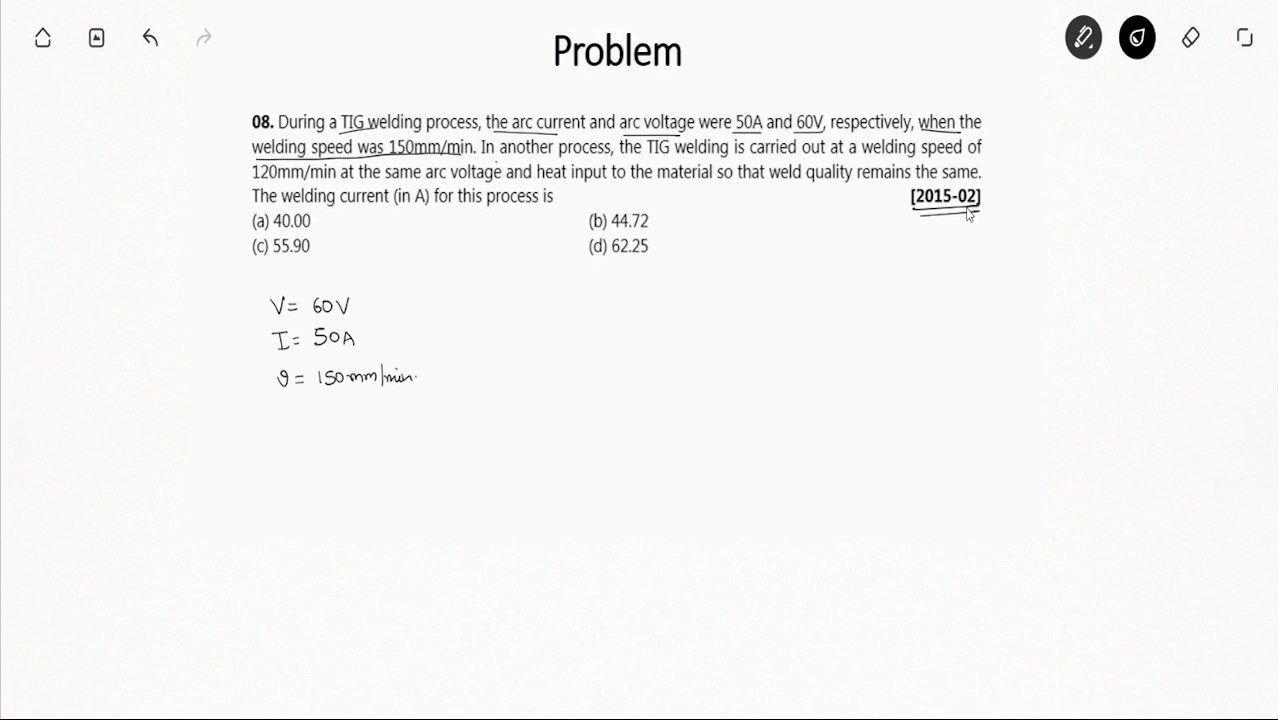 Problem
08. During a TIG welding process, the arc current and arc voltage were 50A and 60V, respectively, when the
welding speed was 150mm/min. In another process, the TIG welding is carried out at a welding speed of
120mm/min at the same arc voltage and heat input to the material so that weld quality remains the same.
The welding current (in A) for this process is [2015-02]
(a) 40.00 (b) 44.72
(c) 55.90 (d) 62.25
V= 60V
I= 50A
ϑ= 150mm/min.